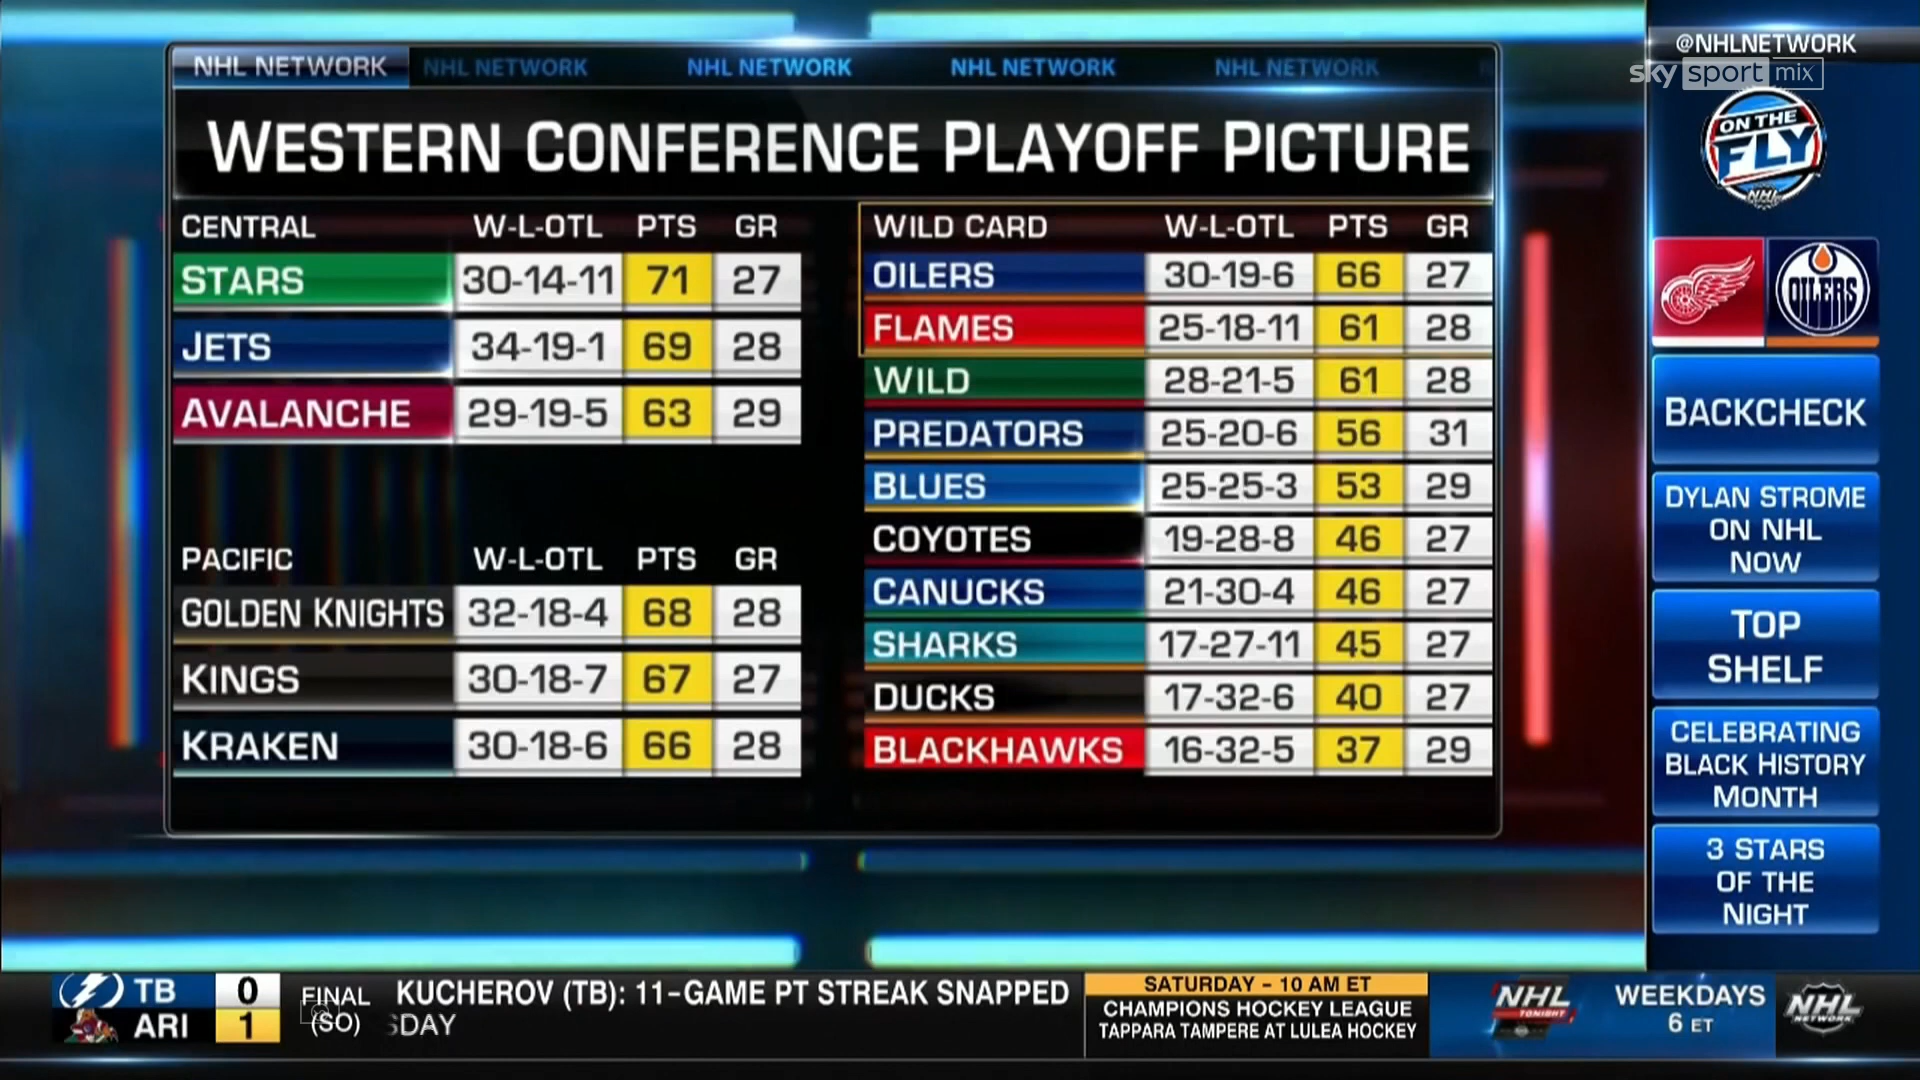 NHL NETWORK NHL NETWORK NHL NETWORK NHL NETWORK NHL NETWORK
@NHLNETWORK
sky sport mix
WESTERN CONFERENCE PLAYOFF PICTURE
ON THE
FLY
NHL
CENTRAL W-L-OTL PTS GR
STARS 30-14-11 71 27
JETS 34-19-1 69 28
AVALANCHE 29-19-5 63 29
PACIFIC W-L-OTL PTS GR
GOLDEN KNIGHTS 32-18-4 68 28
KINGS 30-18-7 67 27
KRAKEN 30-18-6 66 28
WILD CARD W-L-OTL PTS GR
OILERS 30-19-6 66 27
FLAMES 25-18-11 61 28
WILD 28-21-5 61 28
PREDATORS 25-20-6 56 31
BLUES 25-25-3 53 29
COYOTES 19-28-8 46 27
CANUCKS 21-30-4 46 27
SHARKS 17-27-11 45 27
DUCKS 17-32-6 40 27
BLACKHAWKS 16-32-5 37 29
OILERS
BACKCHECK
DYLAN STROME
ON NHL
NOW
TOP
SHELF
CELEBRATING
BLACK HISTORY
MONTH
3 STARS
OF THE
NIGHT
TB 0
ARI 1
FINAL
(SO)
KUCHEROV (TB): 11-GAME PT STREAK SNAPPED
SDAY
SATURDAY - 10 AM ET
CHAMPIONS HOCKEY LEAGUE
TAPPARA TAMPERE AT LULEA HOCKEY
NHL
TONIGHT
WEEKDAYS
6 ET
NHL
NETWORK